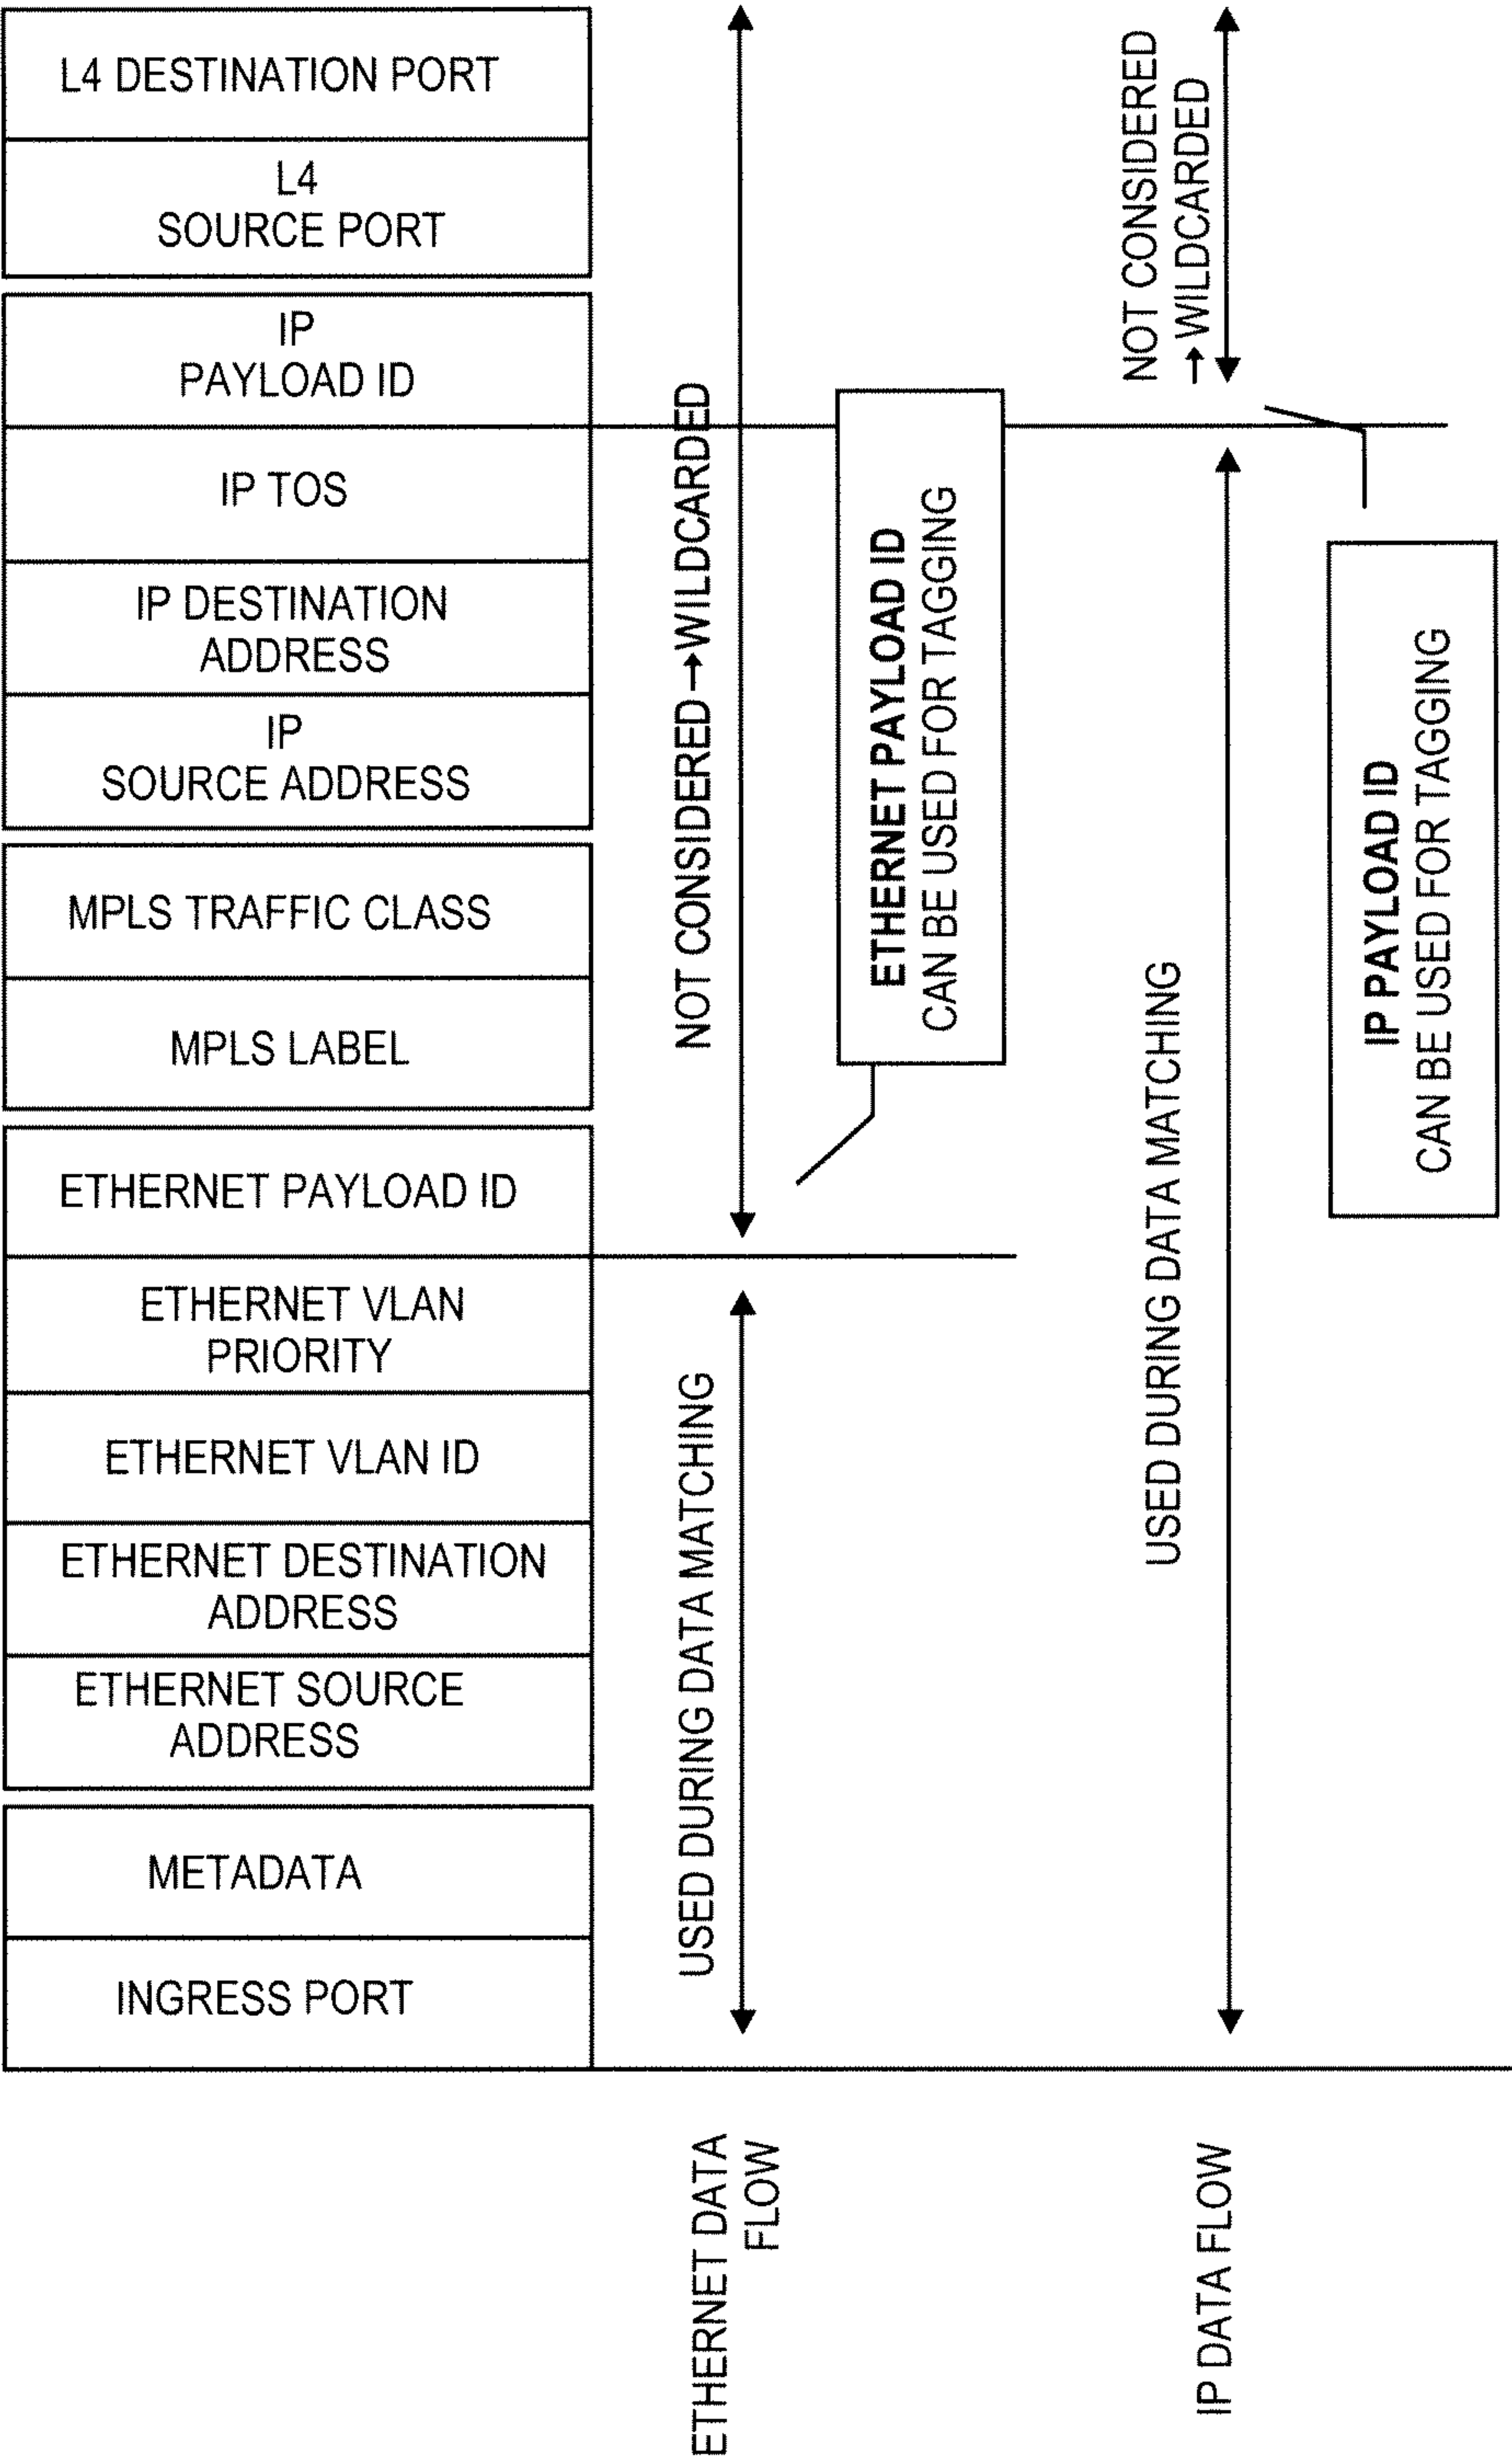 L4 DESTINATION PORT
L4
SOURCE PORT
IP
PAYLOAD ID
IP TOS
IP DESTINATION
ADDRESS
IP
SOURCE ADDRESS
MPLS TRAFFIC CLASS
MPLS LABEL
ETHERNET PAYLOAD ID
ETHERNET VLAN
PRIORITY
ETHERNET VLAN ID
ETHERNET DESTINATION
ADDRESS
ETHERNET SOURCE
ADDRESS
METADATA
INGRESS PORT
ETHERNET DATA
FLOW
USED DURING DATA MATCHING
NOT CONSIDERED → WILDCARDED
ETHERNET PAYLOAD ID
CAN BE USED FOR TAGGING
IP DATA FLOW
USED DURING DATA MATCHING
NOT CONSIDERED
→ WILDCARDED
IP PAYLOAD ID
CAN BE USED FOR TAGGING